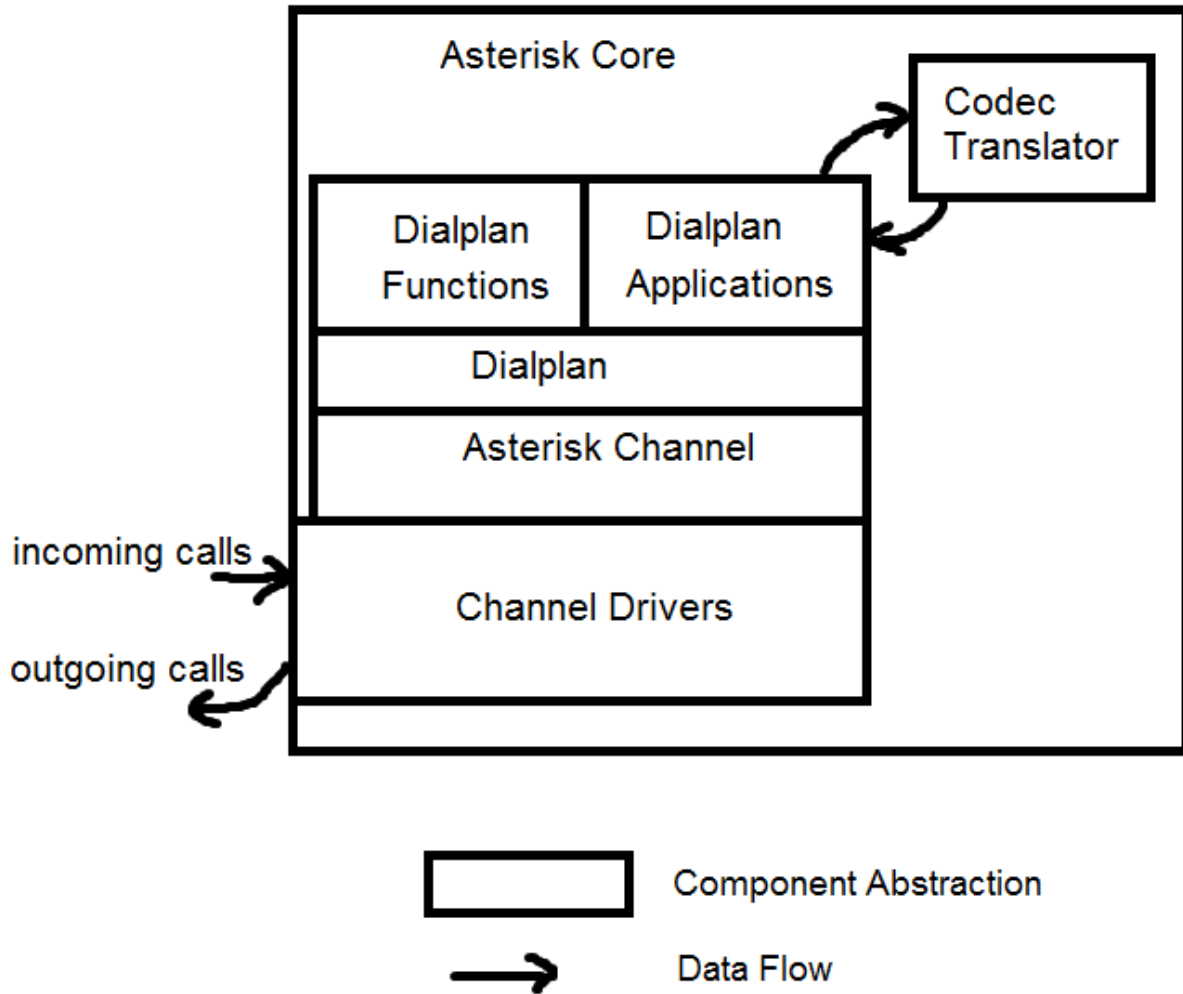 Asterisk Core
Codec
Translator
Dialplan
Functions
Dialplan
Applications
Dialplan
Asterisk Channel
incoming calls
Channel Drivers
outgoing calls
Component Abstraction
Data Flow